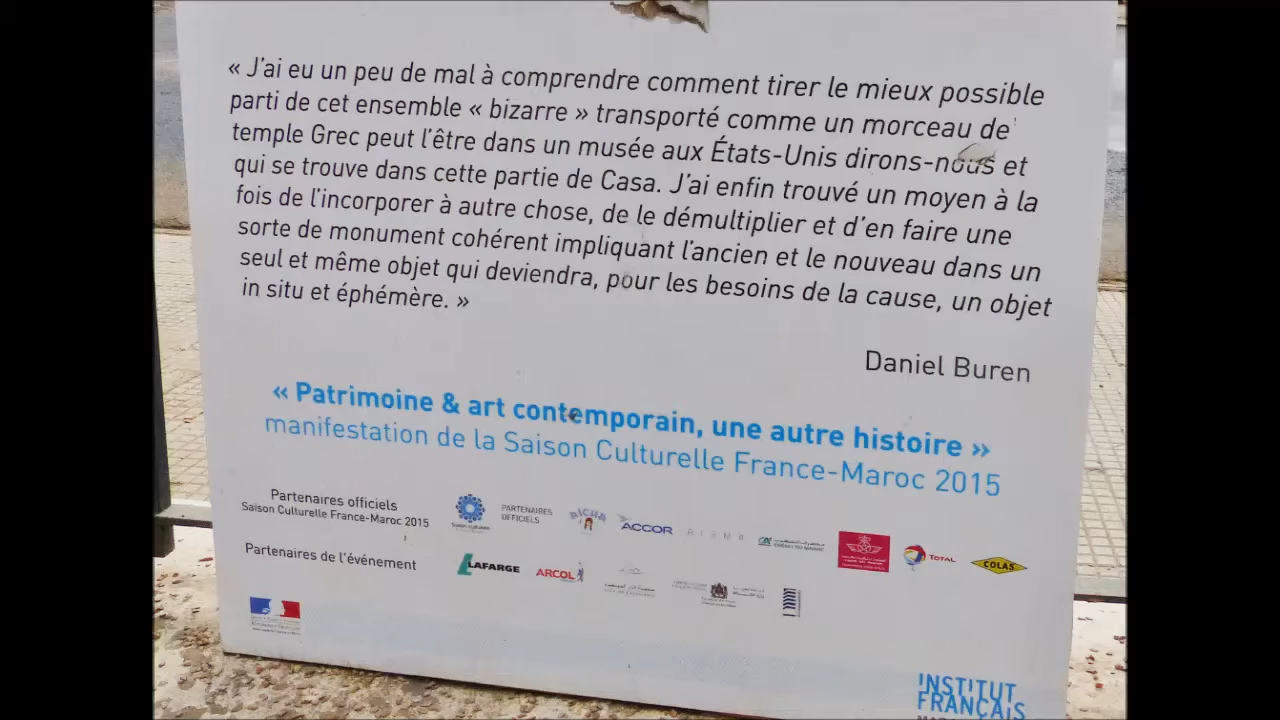 « J’ai eu un peu de mal à comprendre comment tirer le mieux possible
parti de cet ensemble « bizarre » transporté comme un morceau de
temple Grec peut l’être dans un musée aux États-Unis dirons-nous et
qui se trouve dans cette partie de Casa. J’ai enfin trouvé un moyen à la
fois de l’incorporer à autre chose, de le démultiplier et d’en faire une
sorte de monument cohérent impliquant l’ancien et le nouveau dans un
seul et même objet qui deviendra, pour les besoins de la cause, un objet
in situ et éphémère. »
Daniel Buren
« Patrimoine & art contemporain, une autre histoire »
manifestation de la Saison Culturelle France-Maroc 2015
Partenaires officiels
Saison Culturelle France-Maroc 2015
PARTENAIRES
OFFICIELS
AICHA
ACCOR
RISMA
TOTAL
COLAS
Partenaires de l'événement
LAFARGE
ARCOL
INSTITUT
FRANÇAIS